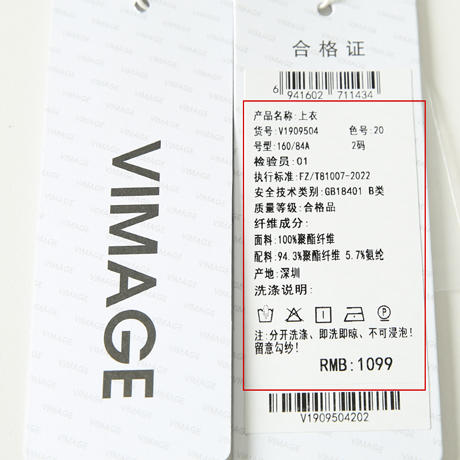 VIMAGE
合格证
6 941602 711434
产品名称:上衣
货号:V1909504 色号:20
号型:160/84A 2码
检验员:01
执行标准:FZ/T81007-2022
安全技术类别:GB18401 B类
质量等级:合格品
纤维成分:
面料:100%聚酯纤维
配料:94.3%聚酯纤维 5.7%氨纶
产地:深圳
洗涤说明:
P
注:分开洗涤、即洗即晾、不可浸泡!
留意勾纱!
RMB:1099
V1909504202